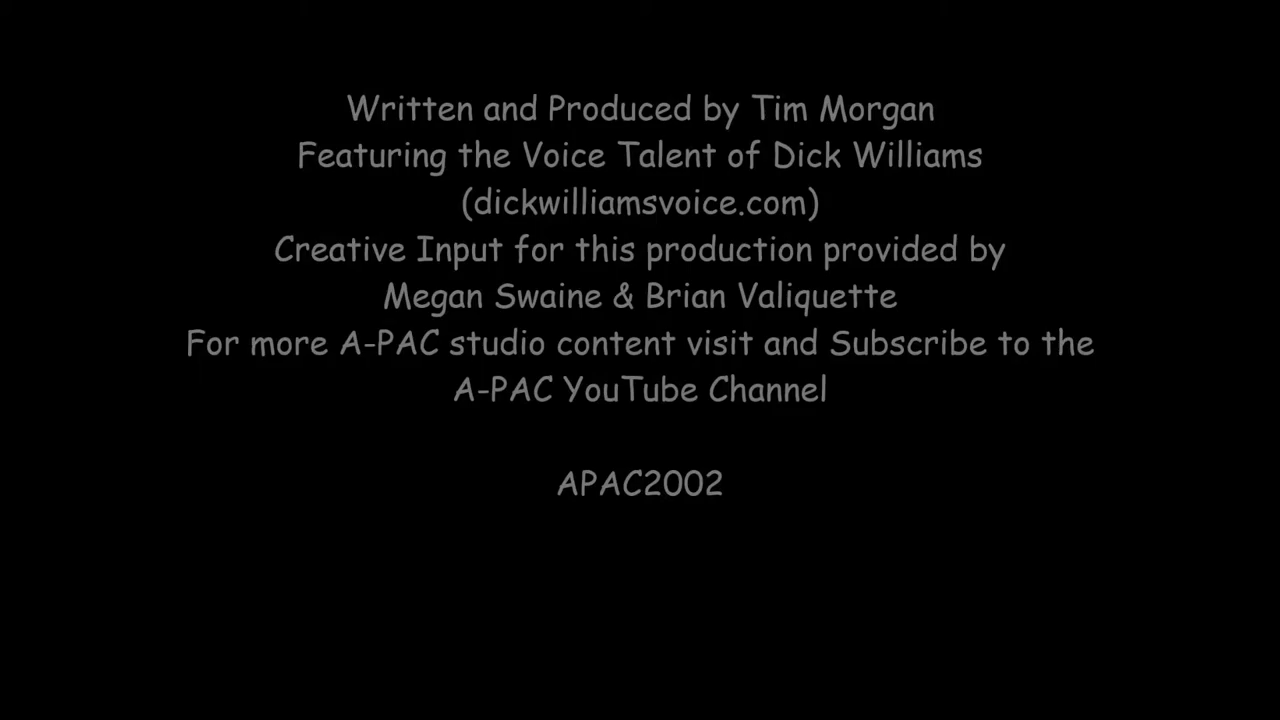 Written and Produced by Tim Morgan
Featuring the Voice Talent of Dick Williams
(dickwilliamsvoice.com)
Creative Input for this production provided by
Megan Swaine & Brian Valiquette
For more A-PAC studio content visit and Subscribe to the
A-PAC YouTube Channel
APAC2002